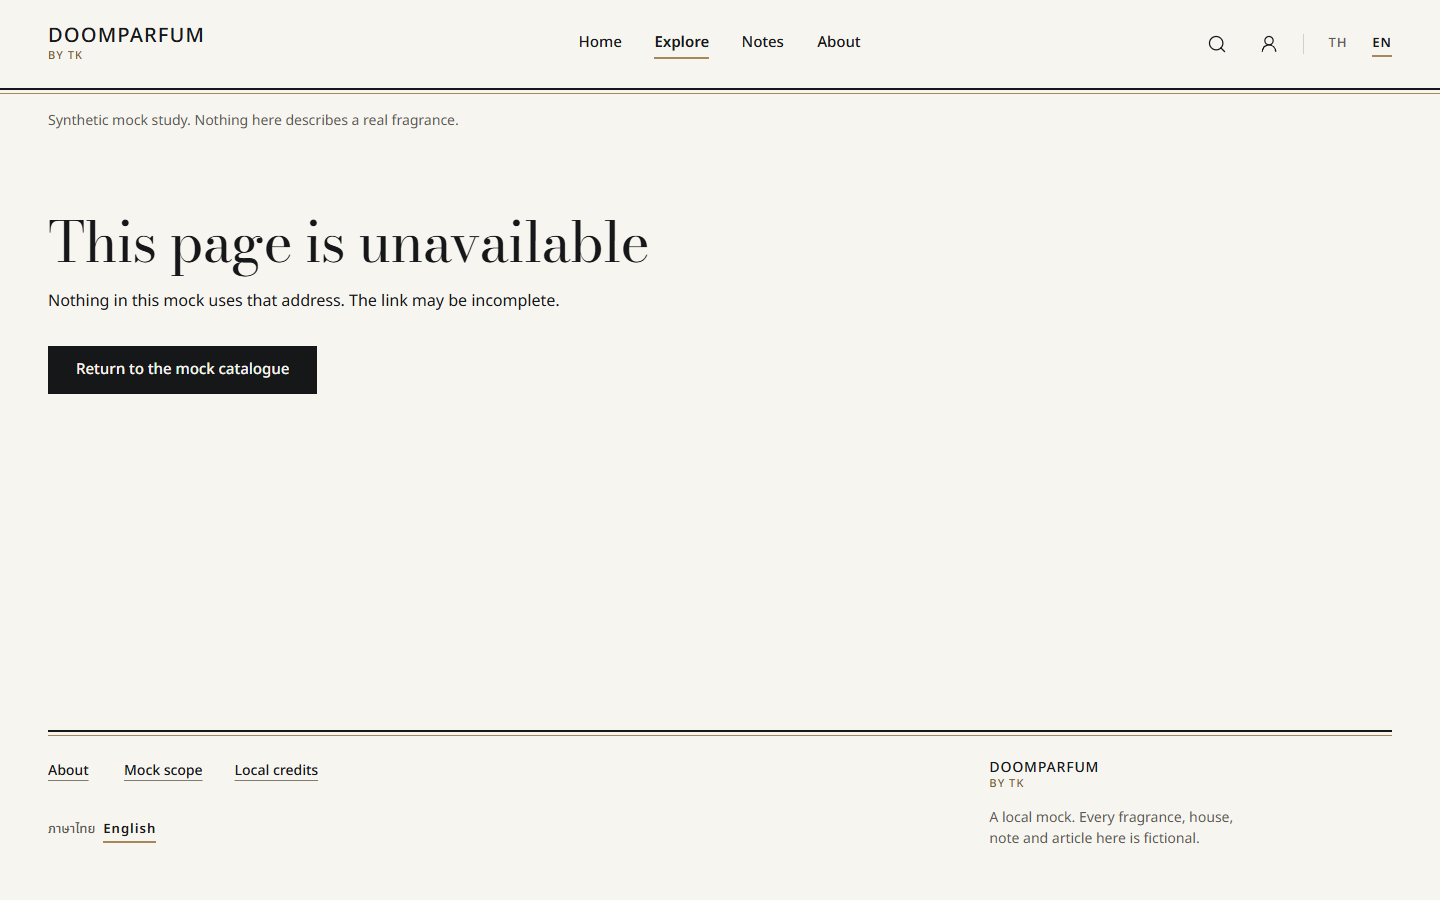 DOOMPARFUM
BY TK
Home Explore Notes About
TH EN
Synthetic mock study. Nothing here describes a real fragrance.
This page is unavailable
Nothing in this mock uses that address. The link may be incomplete.
Return to the mock catalogue
About Mock scope Local credits
ภาษาไทย English
DOOMPARFUM
BY TK
A local mock. Every fragrance, house,
note and article here is fictional.